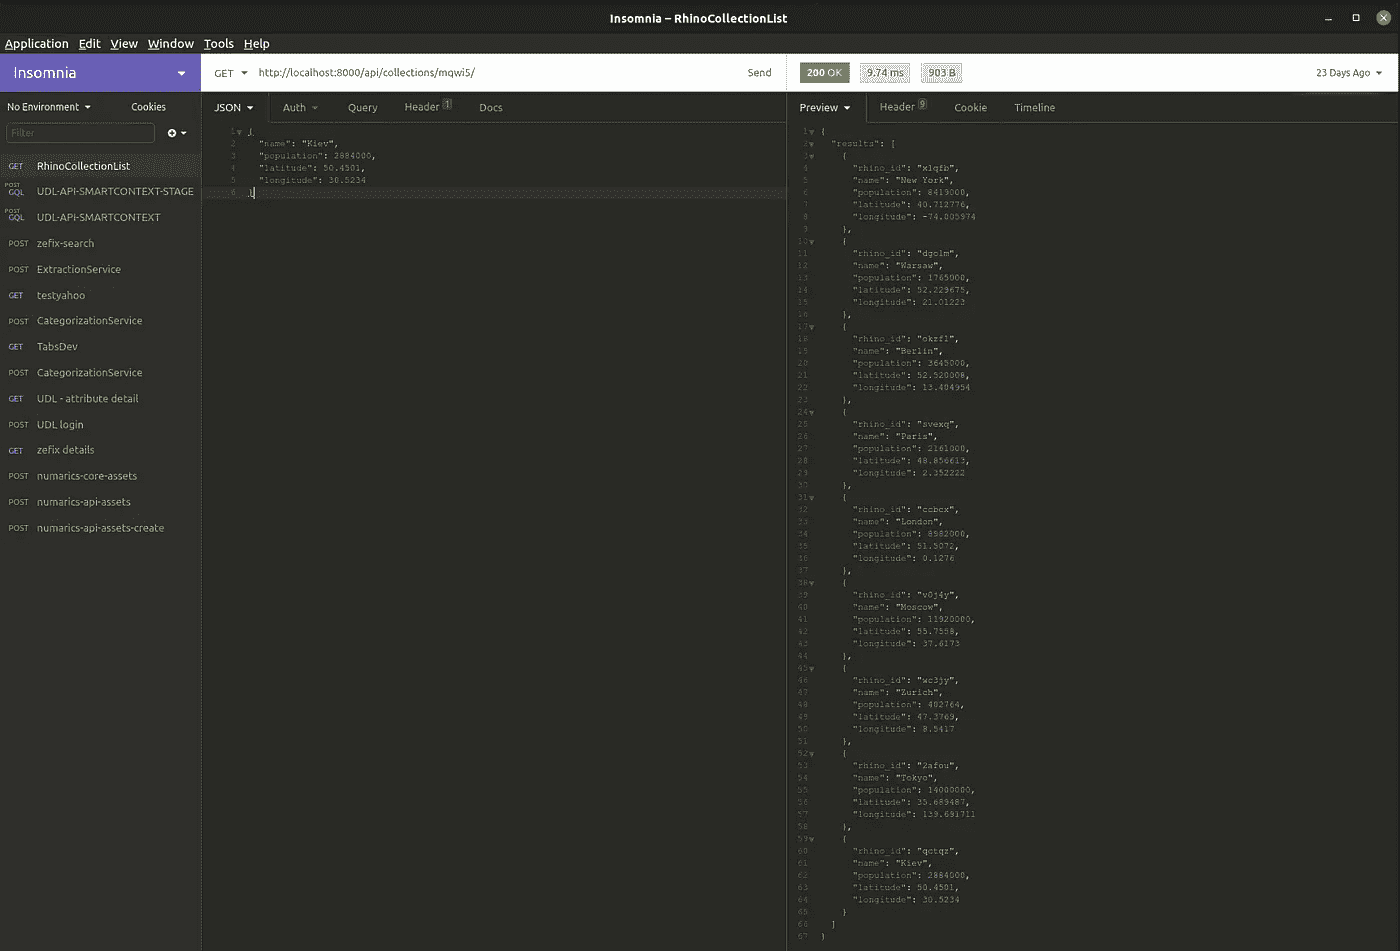 Insomnia – RhinoCollectionList
Application Edit View Window Tools Help
Insomnia
GET http://localhost:8000/api/collections/mqwi5/ Send
200 OK 9.74 ms 903 B 23 Days Ago
No Environment Cookies
Filter
GET RhinoCollectionList
POST
GQL UDL-API-SMARTCONTEXT-STAGE
POST
GQL UDL-API-SMARTCONTEXT
POST zefix-search
POST ExtractionService
GET testyahoo
POST CategorizationService
GET TabsDev
POST CategorizationService
GET UDL - attribute detail
POST UDL login
GET zefix details
POST numarics-core-assets
POST numarics-api-assets
POST numarics-api-assets-create
JSON Auth Query Header 1 Docs
1 {
2 "name": "Kiev",
3 "population": 2884000,
4 "latitude": 50.4501,
5 "longitude": 30.5234
6 }
Preview Header 9 Cookie Timeline
1 {
2 "results": [
3 {
4 "rhino_id": "xlqfb",
5 "name": "New York",
6 "population": 8419000,
7 "latitude": 40.712776,
8 "longitude": -74.005974
9 },
10 {
11 "rhino_id": "dgolm",
12 "name": "Warsaw",
13 "population": 1765000,
14 "latitude": 52.229675,
15 "longitude": 21.01223
16 },
17 {
18 "rhino_id": "okzfl",
19 "name": "Berlin",
20 "population": 3645000,
21 "latitude": 52.520008,
22 "longitude": 13.404954
23 },
24 {
25 "rhino_id": "svexq",
26 "name": "Paris",
27 "population": 2161000,
28 "latitude": 48.856613,
29 "longitude": 2.352222
30 },
31 {
32 "rhino_id": "ccbcx",
33 "name": "London",
34 "population": 8982000,
35 "latitude": 51.5072,
36 "longitude": 0.1276
37 },
38 {
39 "rhino_id": "v0j4y",
40 "name": "Moscow",
41 "population": 11920000,
42 "latitude": 55.7558,
43 "longitude": 37.6173
44 },
45 {
46 "rhino_id": "wc3jy",
47 "name": "Zurich",
48 "population": 402764,
49 "latitude": 47.3769,
50 "longitude": 8.5417
51 },
52 {
53 "rhino_id": "2afou",
54 "name": "Tokyo",
55 "population": 14000000,
56 "latitude": 35.689487,
57 "longitude": 139.691711
58 },
59 {
60 "rhino_id": "qctqz",
61 "name": "Kiev",
62 "population": 2884000,
63 "latitude": 50.4501,
64 "longitude": 30.5234
65 }
66 ]
67 }